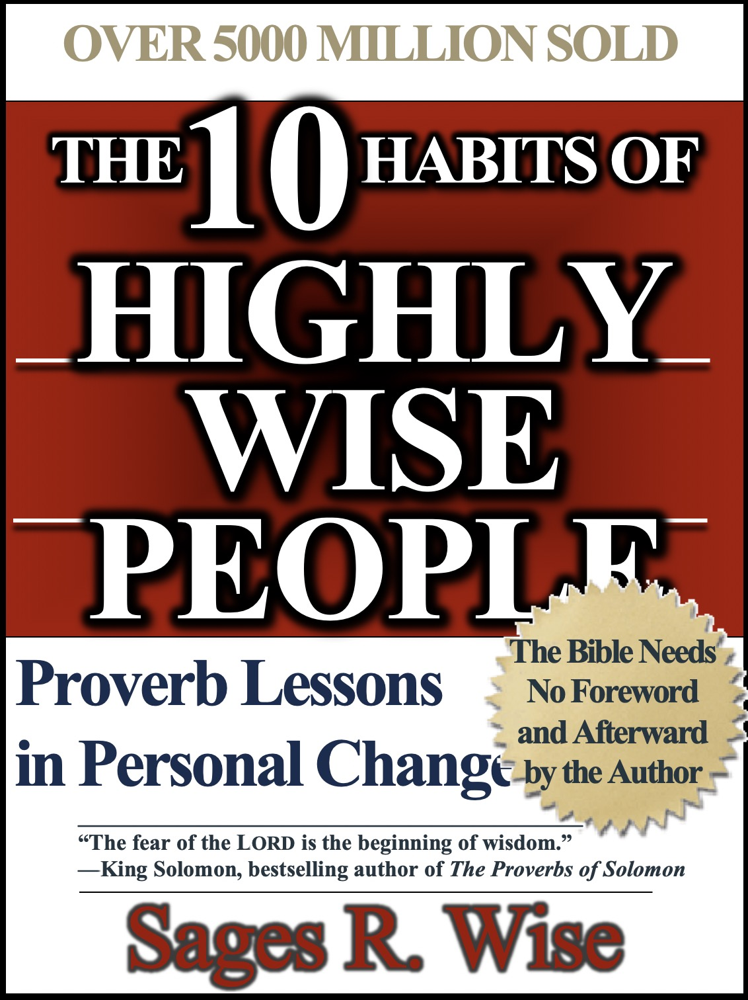 OVER 5000 MILLION SOLD
THE 10 HABITS OF
HIGHLY
WISE
PEOPLE
Proverb Lessons
in Personal Change
The Bible Needs
No Foreword
and Afterward
by the Author
“The fear of the LORD is the beginning of wisdom.”
—King Solomon, bestselling author of The Proverbs of Solomon
Sages R. Wise